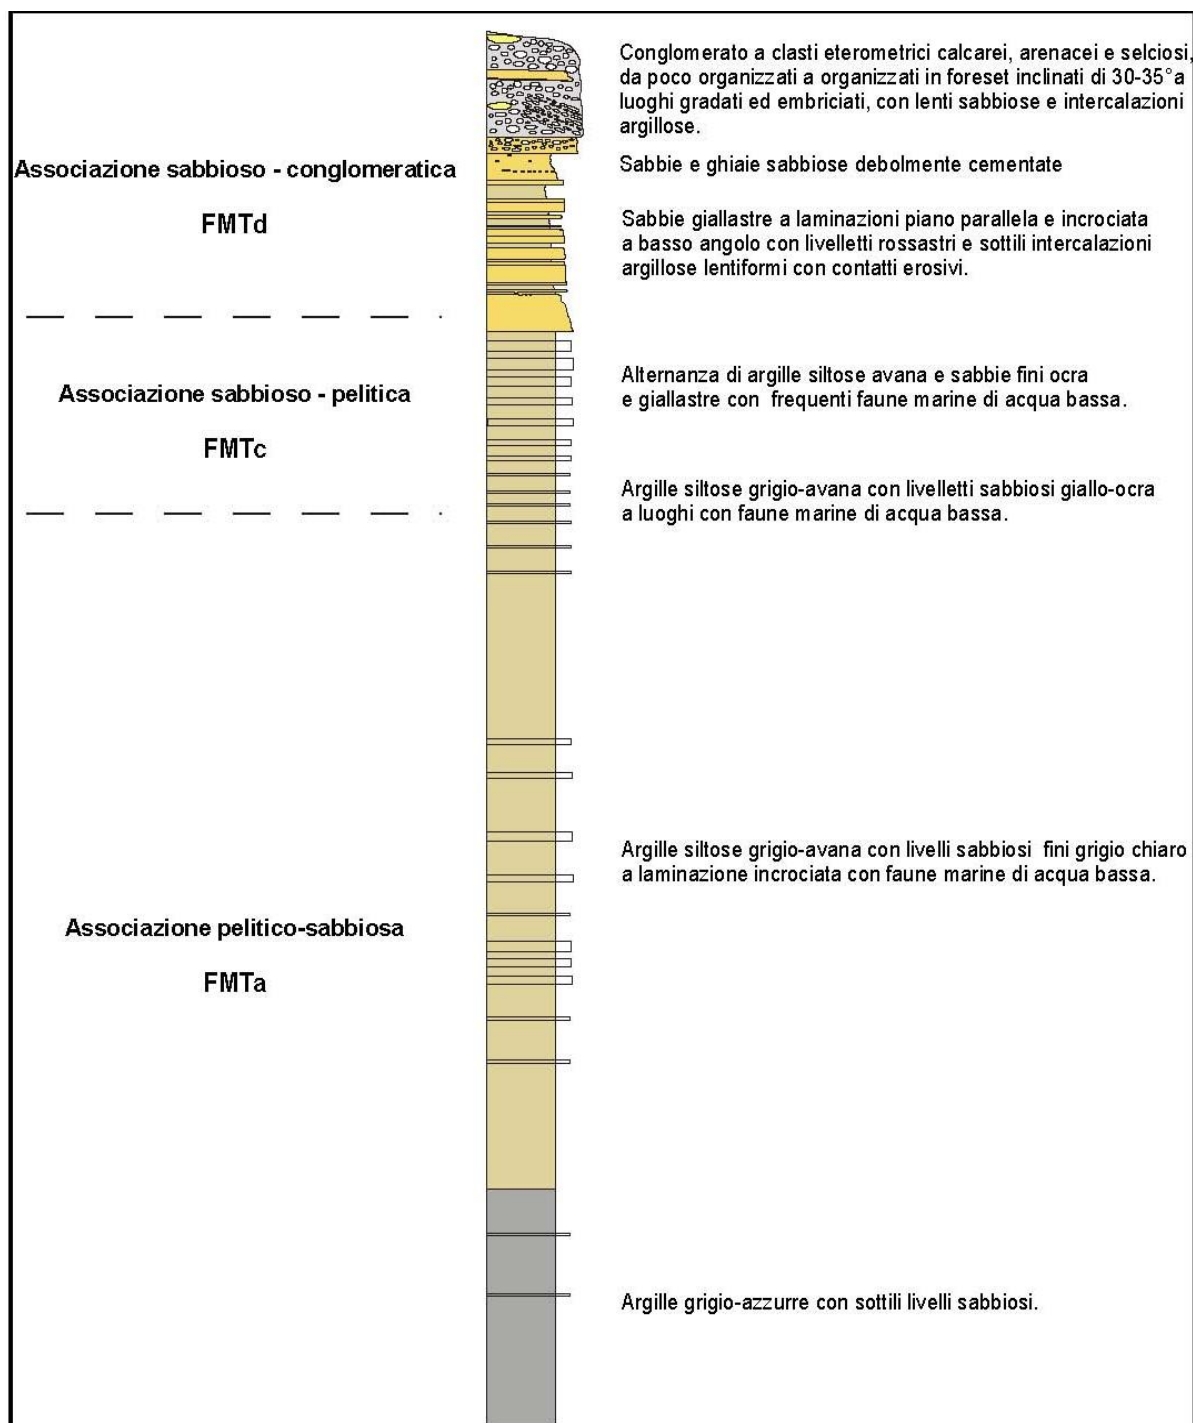 Conglomerato a clasti eterometrici calcarei, arenacei e selciosi,
da poco organizzati a organizzati in foreset inclinati di 30-35°a
luoghi gradati ed embriciati, con lenti sabbiose e intercalazioni
argillose.
Associazione sabbioso - conglomeratica
FMTd
Sabbie e ghiaie sabbiose debolmente cementate
Sabbie giallastre a laminazioni piano parallela e incrociata
a basso angolo con livelletti rossastri e sottili intercalazioni
argillose lentiformi con contatti erosivi.
Associazione sabbioso - pelitica
FMTc
Alternanza di argille siltose avana e sabbie fini ocra
e giallastre con frequenti faune marine di acqua bassa.
Argille siltose grigio-avana con livelletti sabbiosi giallo-ocra
a luoghi con faune marine di acqua bassa.
Argille siltose grigio-avana con livelli sabbiosi fini grigio chiaro
a laminazione incrociata con faune marine di acqua bassa.
Associazione pelitico-sabbiosa
FMTa
Argille grigio-azzurre con sottili livelli sabbiosi.